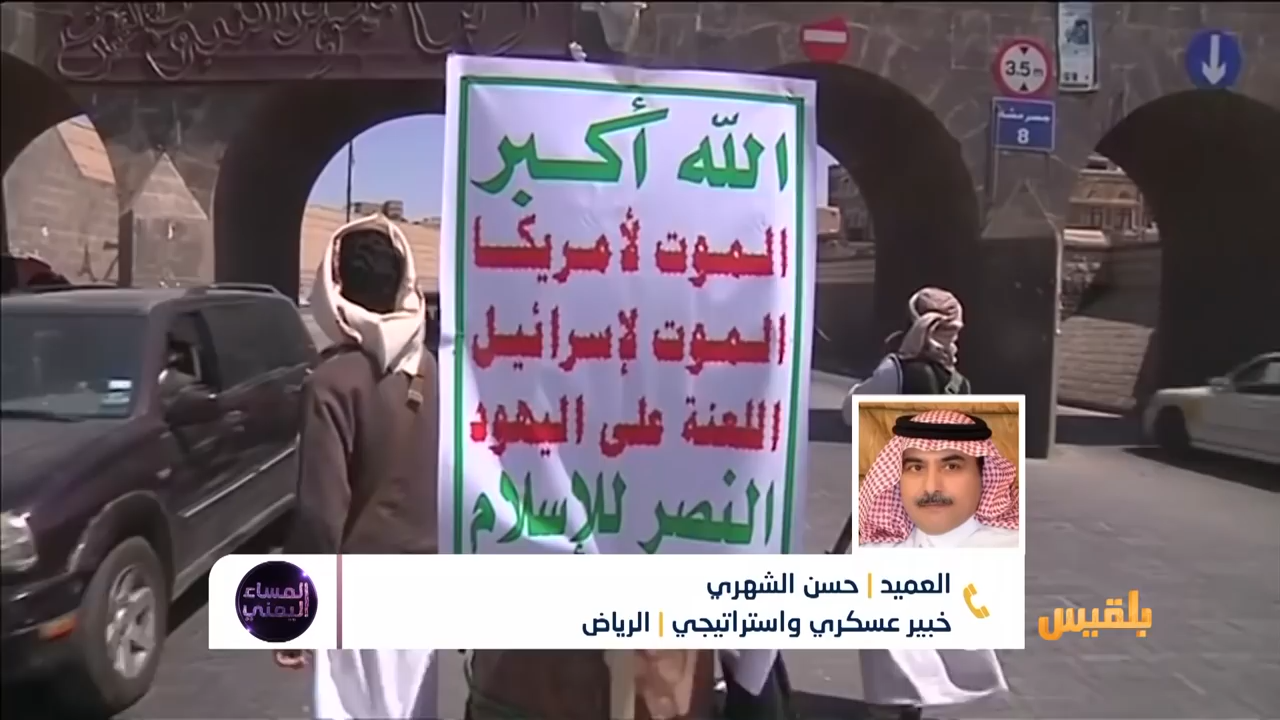 3.5 m
8
الله أكبر
الموت لأمريكا
الموت لإسرائيل
اللعنة على اليهود
النصر للإسلام
العميد | حسن الشهري
خبير عسكري واستراتيجي | الرياض
المساء اليمني
بلقيس